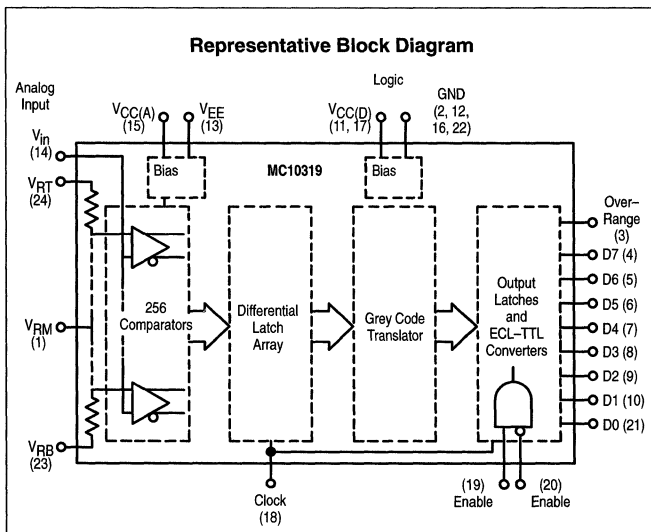 Representative Block Diagram
Analog
Input
Logic
VCC(A)
(15)
VEE
(13)
VCC(D)
(11, 17)
GND
(2, 12,
16, 22)
Vin
(14)
VRT
(24)
VRM
(1)
VRB
(23)
Bias
MC10319
Bias
256
Comparators
Differential
Latch
Array
Grey Code
Translator
Output
Latches
and
ECL–TTL
Converters
Over–
Range
(3)
D7 (4)
D6 (5)
D5 (6)
D4 (7)
D3 (8)
D2 (9)
D1 (10)
D0 (21)
Clock
(18)
(19)
Enable
(20)
Enable